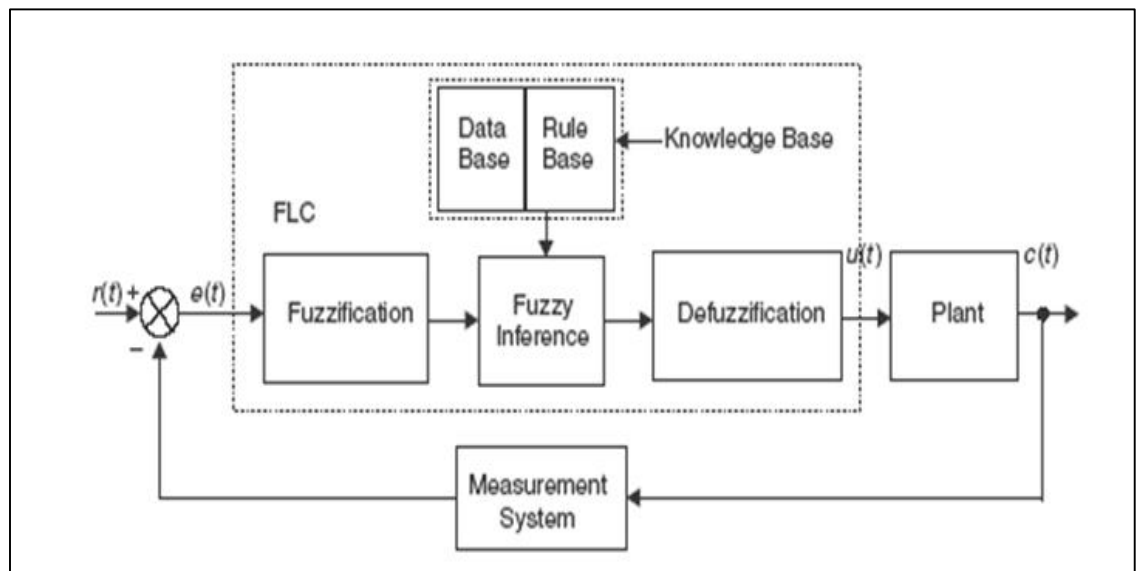 Data
Base
Rule
Base
Knowledge Base
FLC
r(t)
+
e(t)
Fuzzification
Fuzzy
Inference
Defuzzification
u(t)
Plant
c(t)
−
Measurement
System